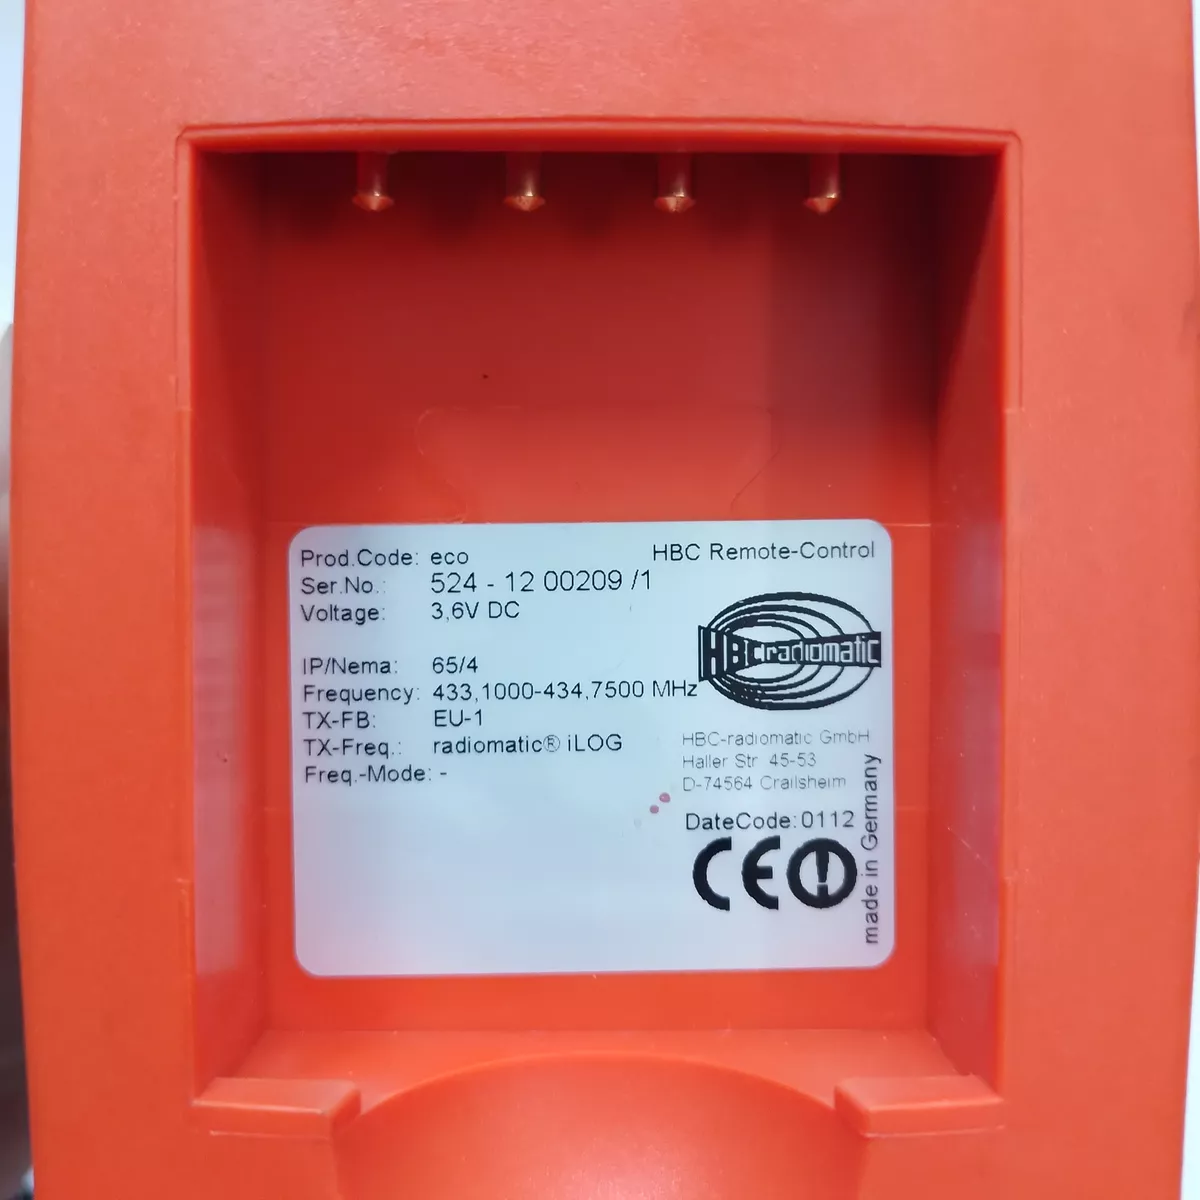 Prod.Code: eco
HBC Remote-Control
Ser.No.: 524 - 12 00209 /1
Voltage: 3,6V DC
HBC radiomatic
IP/Nema: 65/4
Frequency: 433,1000-434,7500 MHz
TX-FB: EU-1
TX-Freq.: radiomatic® iLOG
Freq.-Mode: -
HBC-radiomatic GmbH
Haller Str. 45-53
D-74564 Crailsheim
DateCode: 0112
CE
made in Germany